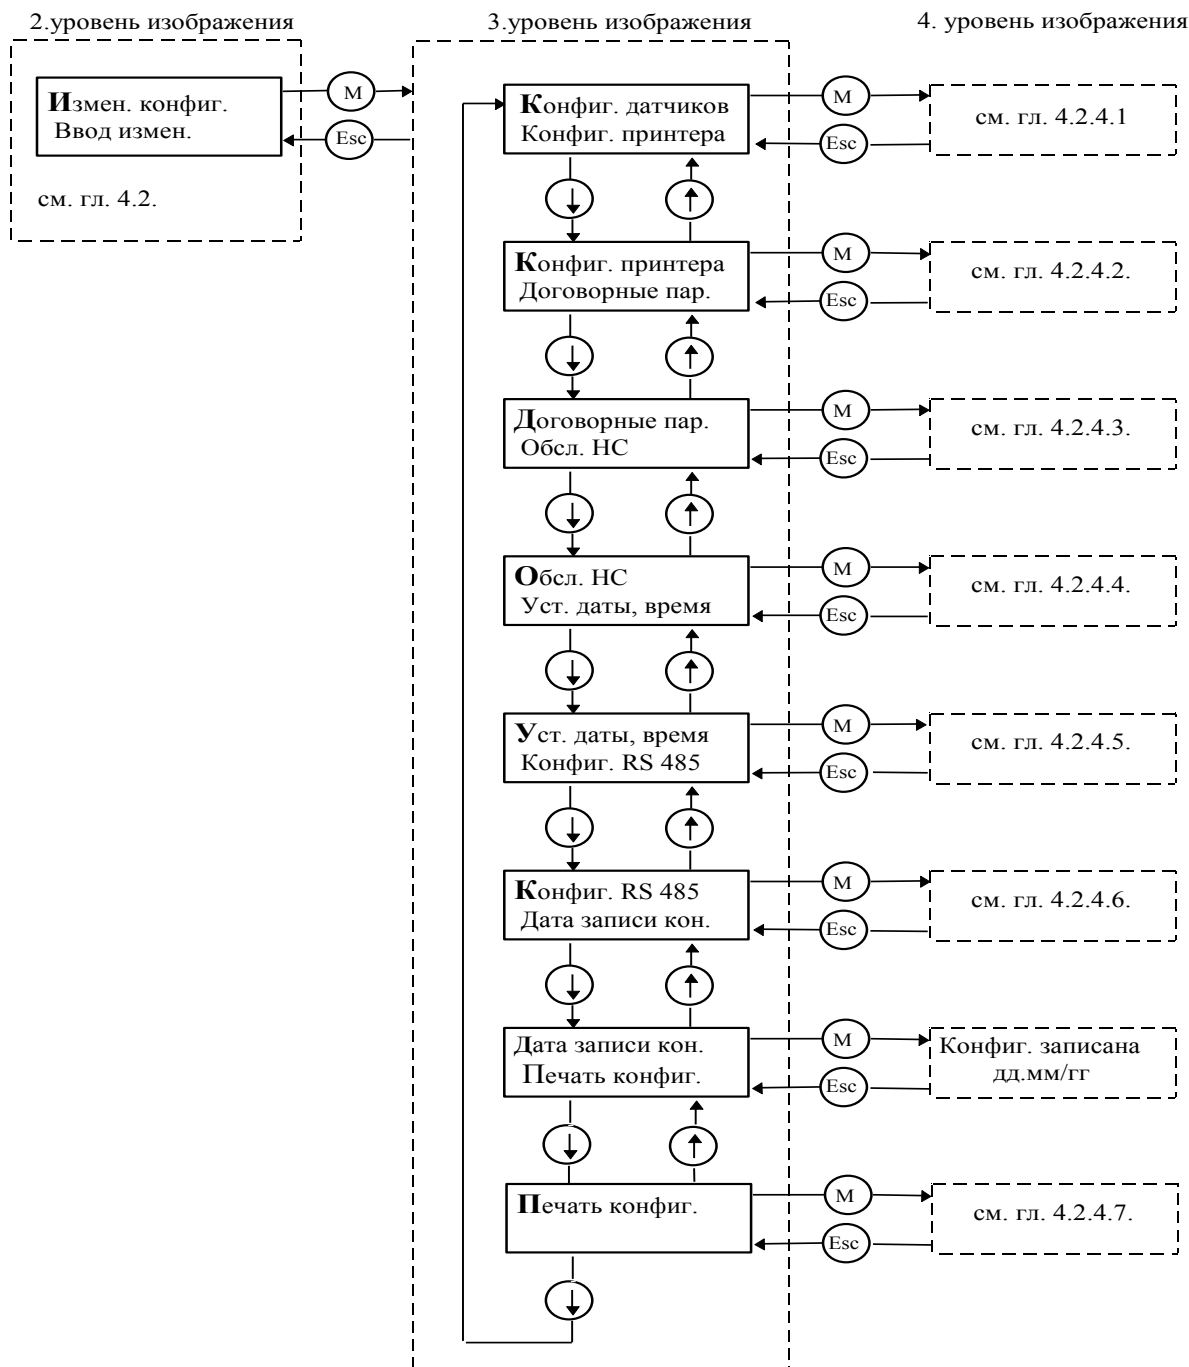 2.уровень изображения
3.уровень изображения
4. уровень изображения
Измен. конфиг.
Ввод измен.
М
Esc
см. гл. 4.2.
Конфиг. датчиков
Конфиг. принтера
М
Esc
см. гл. 4.2.4.1
Конфиг. принтера
Договорные пар.
М
Esc
см. гл. 4.2.4.2.
Договорные пар.
Обсл. НС
М
Esc
см. гл. 4.2.4.3.
Обсл. НС
Уст. даты, время
М
Esc
см. гл. 4.2.4.4.
Уст. даты, время
Конфиг. RS 485
М
Esc
см. гл. 4.2.4.5.
Конфиг. RS 485
Дата записи кон.
М
Esc
см. гл. 4.2.4.6.
Дата записи кон.
Печать конфиг.
М
Esc
Конфиг. записана
дд.мм/гг
Печать конфиг.
М
Esc
см. гл. 4.2.4.7.